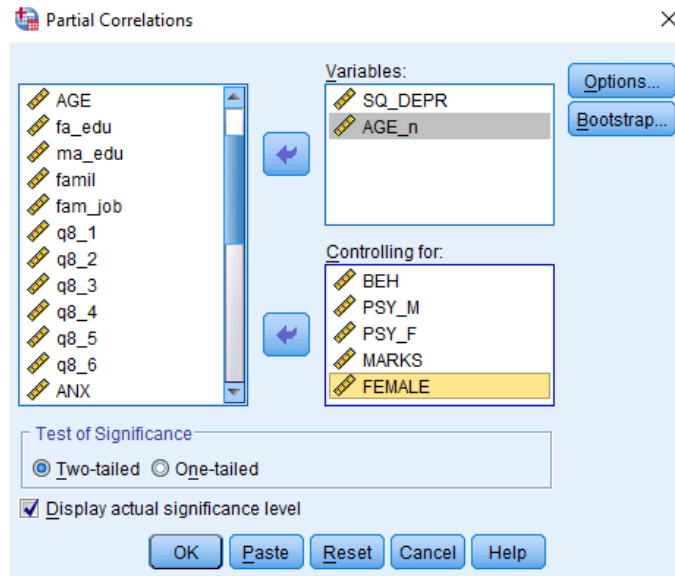 Partial Correlations
AGE
fa_edu
ma_edu
famil
fam_job
q8_1
q8_2
q8_3
q8_4
q8_5
q8_6
ANX
Variables:
SQ_DEPR
AGE_n
Controlling for:
BEH
PSY_M
PSY_F
MARKS
FEMALE
Options...
Bootstrap...
Test of Significance
Two-tailed One-tailed
Display actual significance level
OK Paste Reset Cancel Help